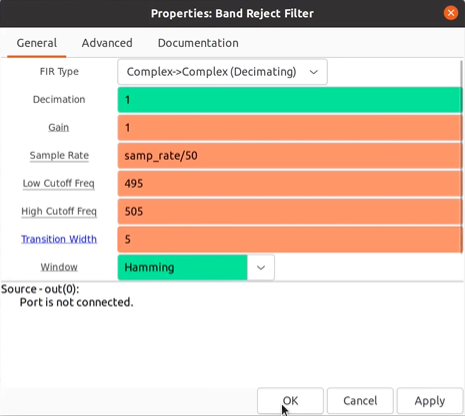 Properties: Band Reject Filter
General Advanced Documentation
FIR Type Complex->Complex (Decimating)
Decimation 1
Gain 1
Sample Rate samp_rate/50
Low Cutoff Freq 495
High Cutoff Freq 505
Transition Width 5
Window Hamming
Source - out(0):
Port is not connected.
OK Cancel Apply